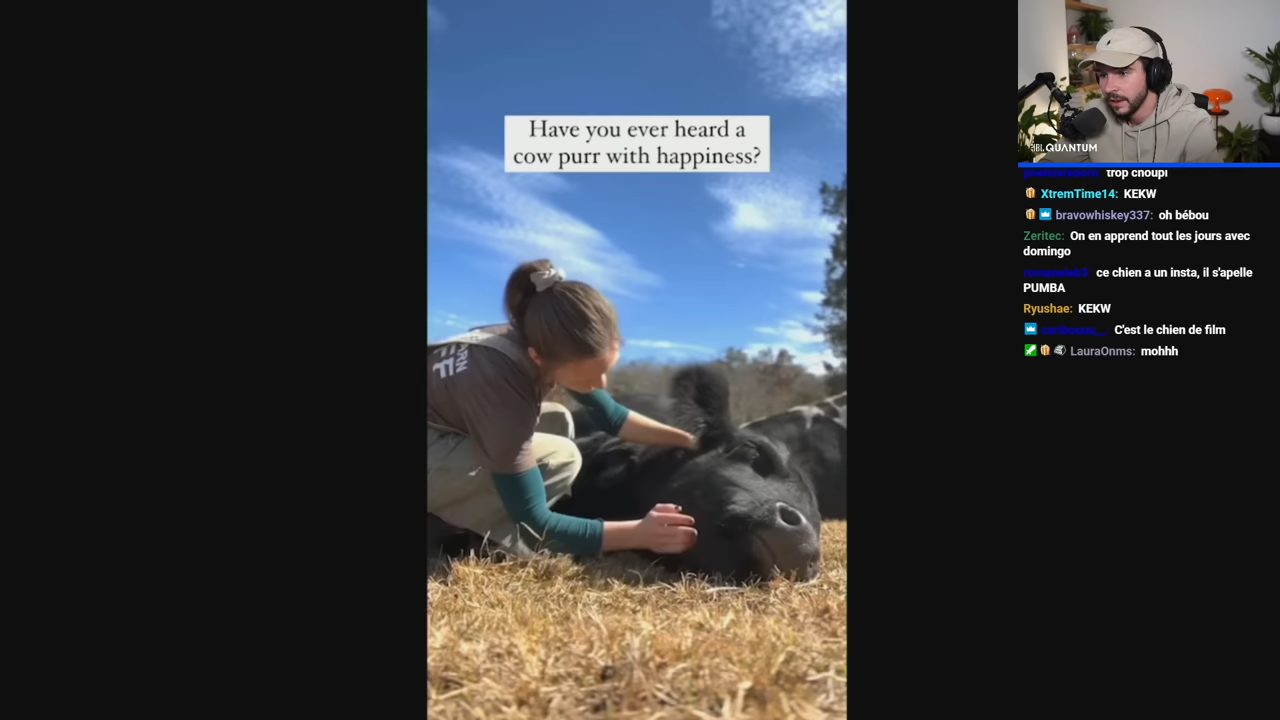 Have you ever heard a
cow purr with happiness?
QUANTUM
trop choupi
XtremTime14: KEKW
bravowhiskey337: oh bébou
Zeritec: On en apprend tout les jours avec
domingo
ce chien a un insta, il s'apelle
PUMBA
Ryushae: KEKW
C'est le chien de film
LauraOnms: mohhh